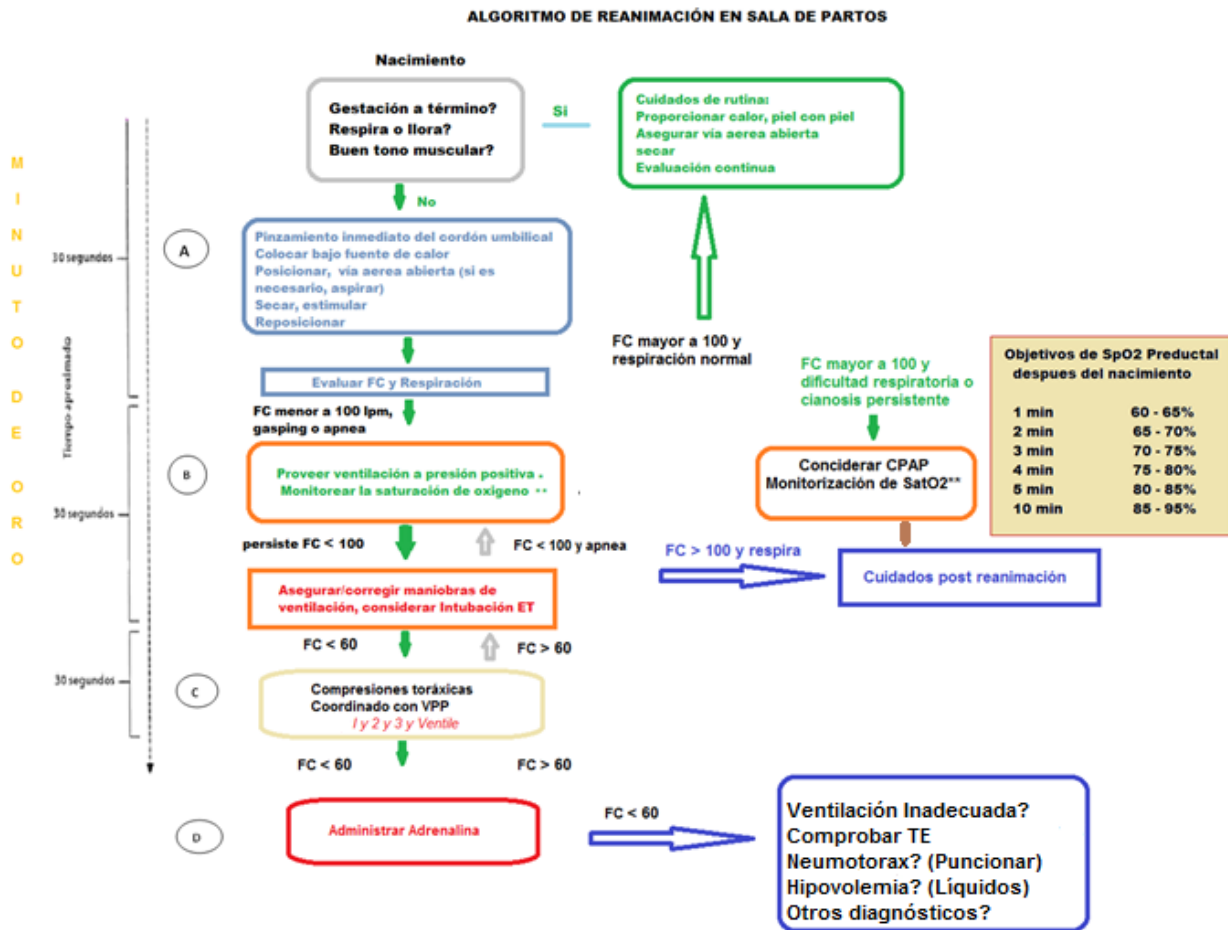 ALGORITMO DE REANIMACIÓN EN SALA DE PARTOS
Nacimiento
Gestación a término?
Respira o llora?
Buen tono muscular?
Si
Cuidados de rutina:
Proporcionar calor, piel con piel
Asegurar vía aerea abierta
secar
Evaluación continua
No
MINUTO DE ORO
Tiempo aproximado
30 segundos
A
Pinzamiento inmediato del cordón umbilical
Colocar bajo fuente de calor
Posicionar, vía aerea abierta (si es
necesario, aspirar)
Secar, estimular
Reposicionar
FC mayor a 100 y
respiración normal
Evaluar FC y Respiración
FC mayor a 100 y
dificultad respiratoria o
cianosis persistente
Objetivos de SpO2 Preductal
despues del nacimiento
1 min 60 - 65%
2 min 65 - 70%
3 min 70 - 75%
4 min 75 - 80%
5 min 80 - 85%
10 min 85 - 95%
FC menor a 100 lpm,
gasping o apnea
B
30 segundos
Proveer ventilación a presión positiva .
Monitorear la saturación de oxigeno **
Conciderar CPAP
Monitorización de SatO2**
persiste FC < 100
FC < 100 y apnea
FC > 100 y respira
Cuidados post reanimación
Asegurar/corregir maniobras de
ventilación, considerar Intubación ET
FC < 60
FC > 60
30 segundos
C
Compresiones toráxicas
Coordinado con VPP
1 y 2 y 3 y Ventile
FC < 60
FC > 60
D
Administrar Adrenalina
FC < 60
Ventilación Inadecuada?
Comprobar TE
Neumotorax? (Puncionar)
Hipovolemia? (Líquidos)
Otros diagnósticos?